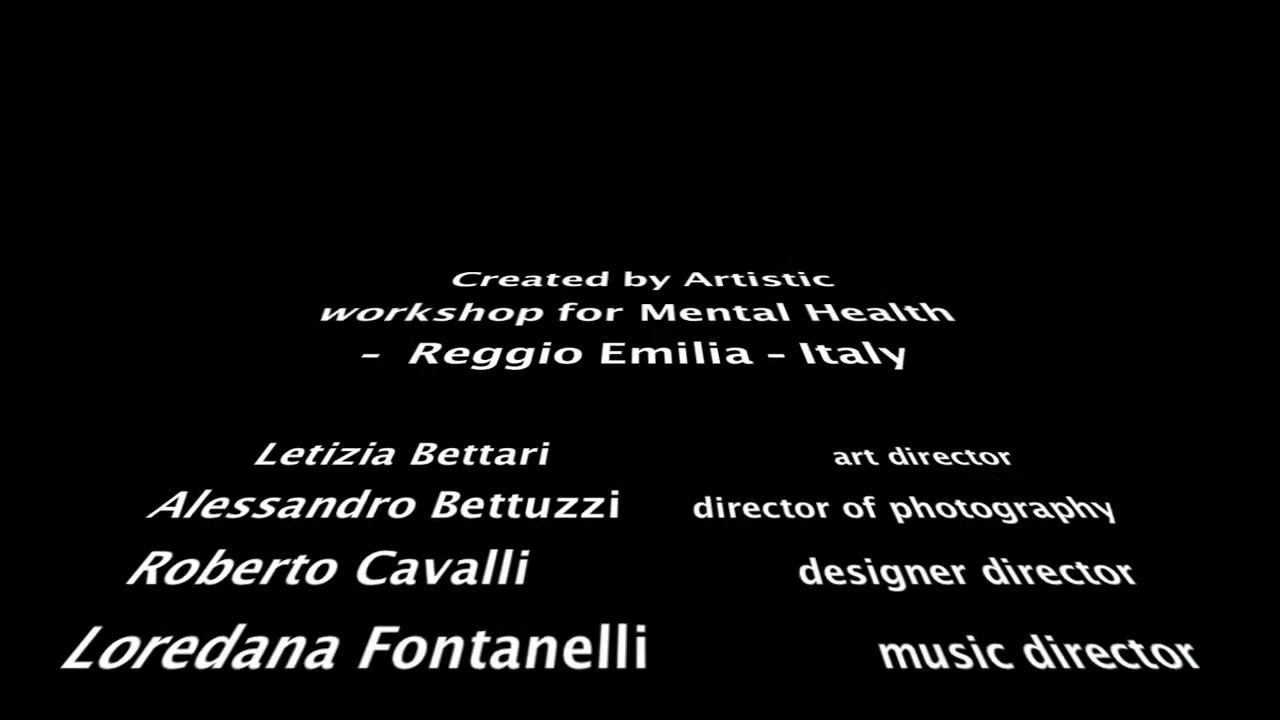 Created by Artistic
workshop for Mental Health
- Reggio Emilia - Italy
Letizia Bettari art director
Alessandro Bettuzzi director of photography
Roberto Cavalli designer director
Loredana Fontanelli music director